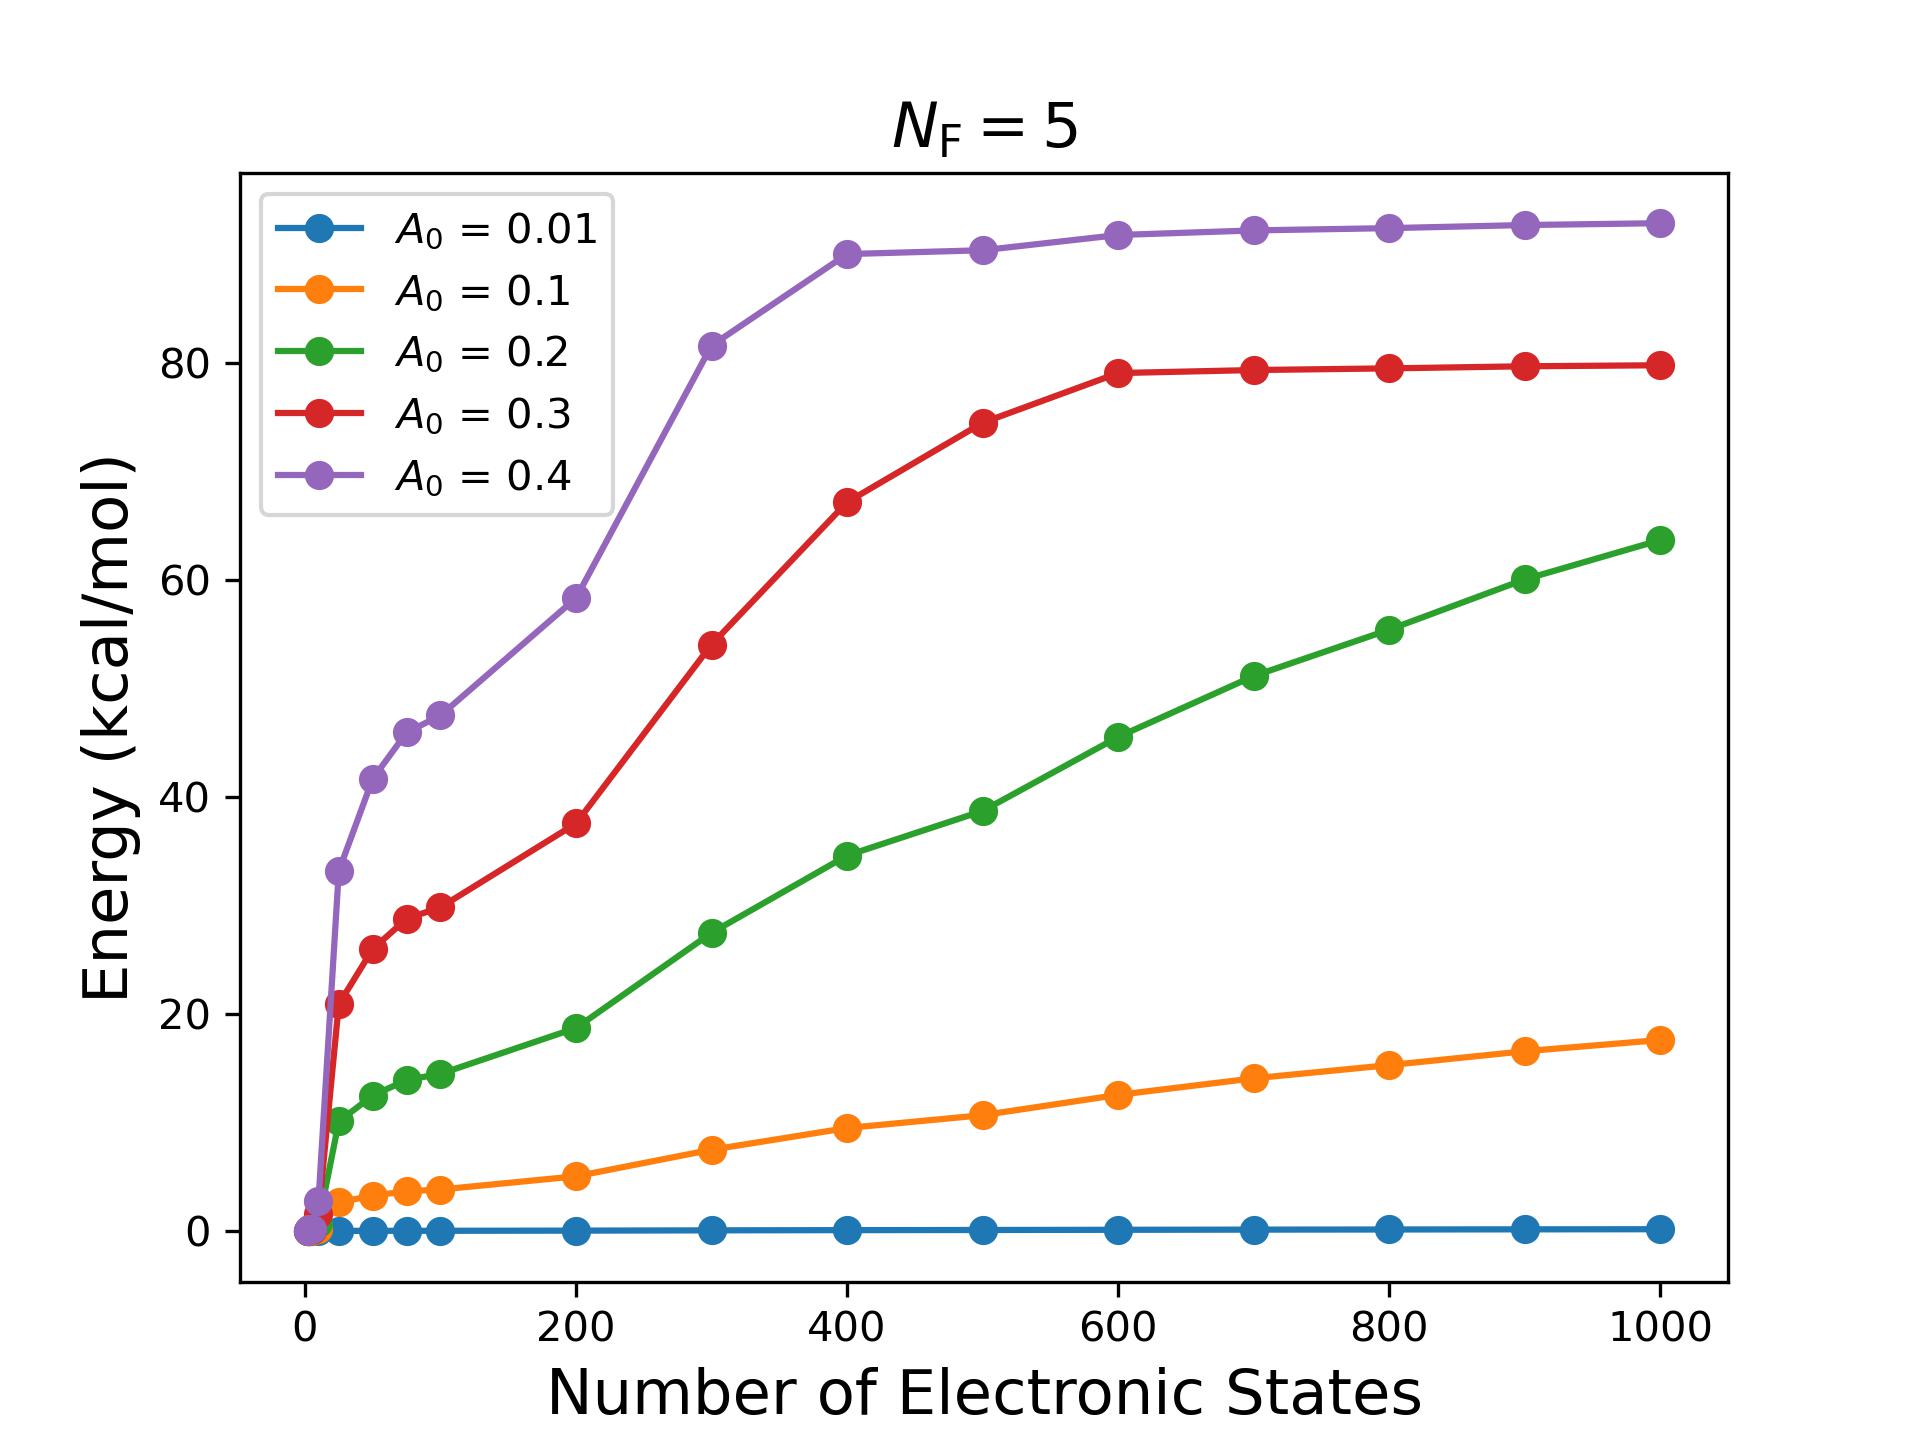 N_F = 5
A_0 = 0.01
A_0 = 0.1
A_0 = 0.2
A_0 = 0.3
A_0 = 0.4
80
60
40
20
0
Energy (kcal/mol)
0 200 400 600 800 1000
Number of Electronic States